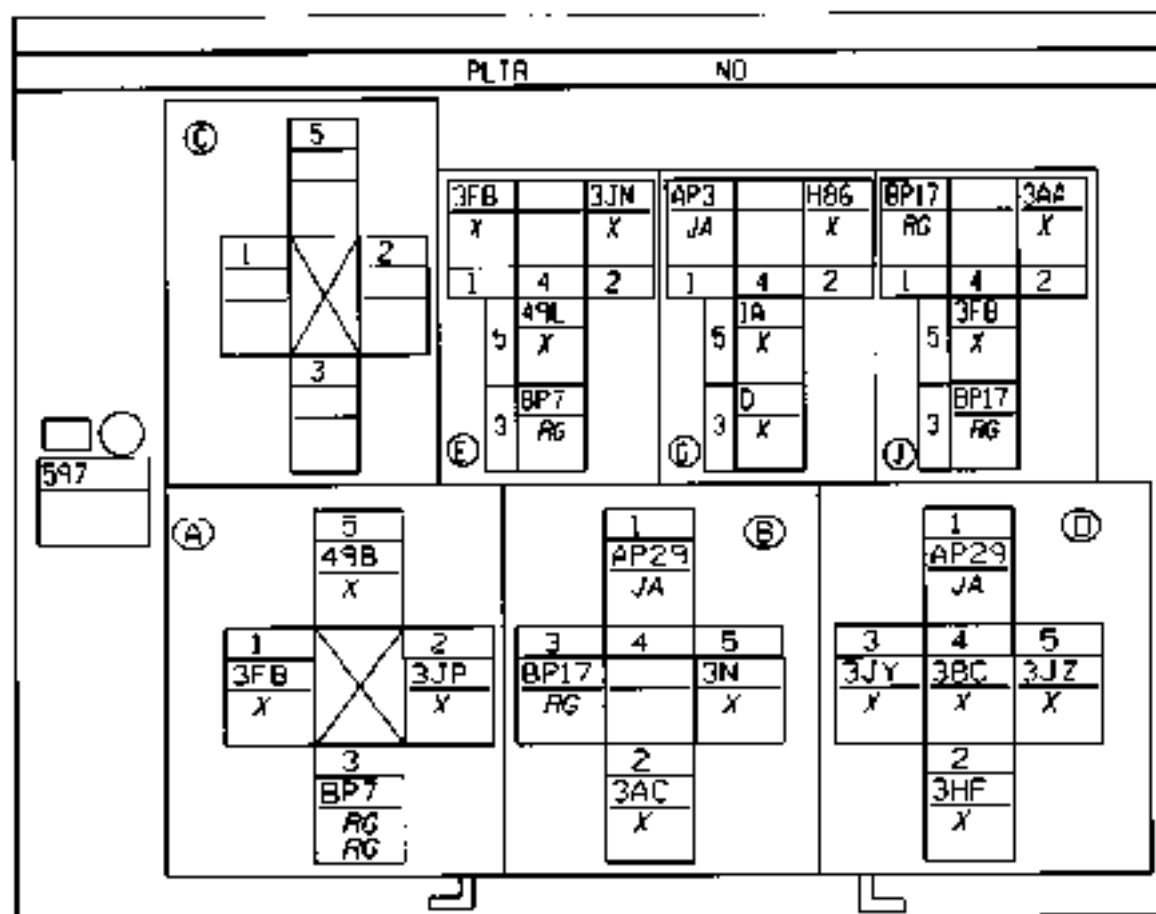 PLTR NO
C
5
1 2
3
3FB 3JN
X X
1 4 2
49L
5 X
BP7
3 RG
E
AP3 H86
JA X
1 4 2
1A
5 X
D
3 X
G
BP17 3AA
RG X
1 4 2
3FB
5 X
BP17
3 RG
J
597
A
5
49B
X
1 2
3FB 3JP
X X
3
BP7
RG
RG
B
1
AP29
JA
3 4 5
BP17 3N
RG X
2
3AC
X
D
1
AP29
JA
3 4 5
3JY 3BC 3JZ
X X X
2
3HF
X